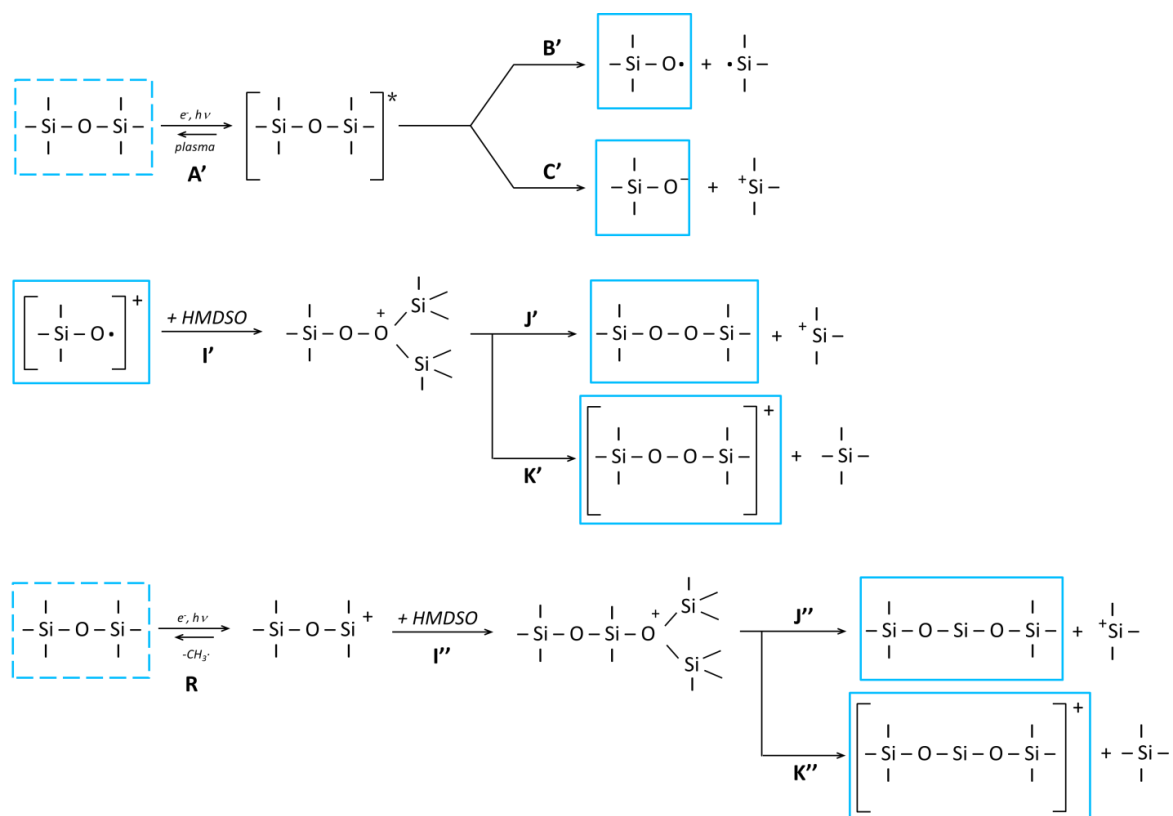 B'
– Si – O• + •Si –
– Si – O – Si – e⁻, hν plasma A' [– Si – O – Si –]*
C'
– Si – O⁻ + ⁺Si –
[– Si – O•]⁺ + HMDSO I' – Si – O – O⁺ Si Si J' – Si – O – O – Si – + ⁺Si –
K' [– Si – O – O – Si –]⁺ + – Si –
– Si – O – Si – e⁻, hν -CH₃· R – Si – O – Si⁺ + HMDSO I'' – Si – O – Si – O⁺ Si Si J'' – Si – O – Si – O – Si – + ⁺Si –
K'' [– Si – O – Si – O – Si –]⁺ + – Si –